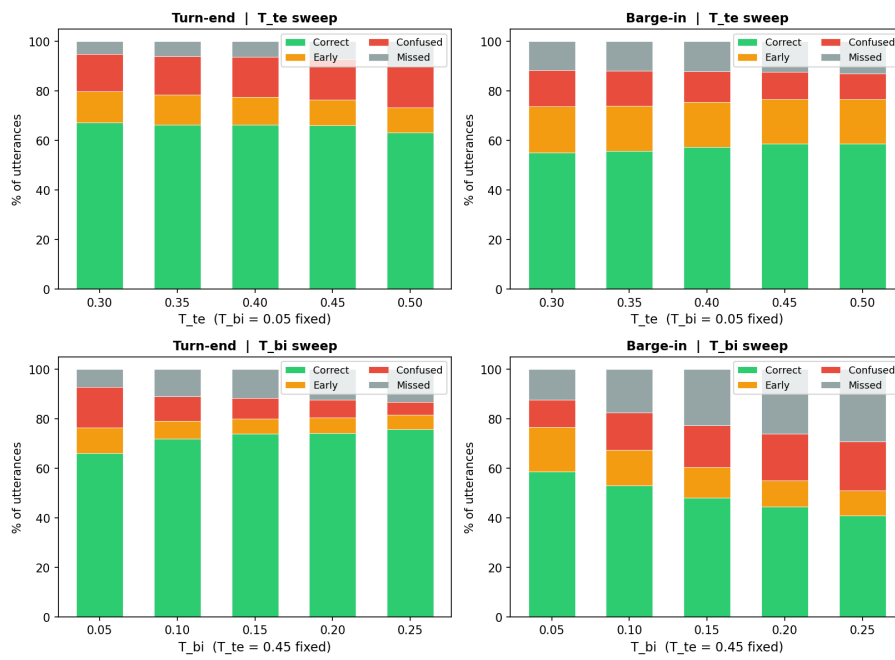 Turn-end | T_te sweep
100
80
60
40
20
0
% of utterances
Correct Confused
Early Missed
0.30 0.35 0.40 0.45 0.50
T_te (T_bi = 0.05 fixed)
Barge-in | T_te sweep
100
80
60
40
20
0
% of utterances
Correct Confused
Early Missed
0.30 0.35 0.40 0.45 0.50
T_te (T_bi = 0.05 fixed)
Turn-end | T_bi sweep
100
80
60
40
20
0
% of utterances
Correct Confused
Early Missed
0.05 0.10 0.15 0.20 0.25
T_bi (T_te = 0.45 fixed)
Barge-in | T_bi sweep
100
80
60
40
20
0
% of utterances
Correct Confused
Early Missed
0.05 0.10 0.15 0.20 0.25
T_bi (T_te = 0.45 fixed)